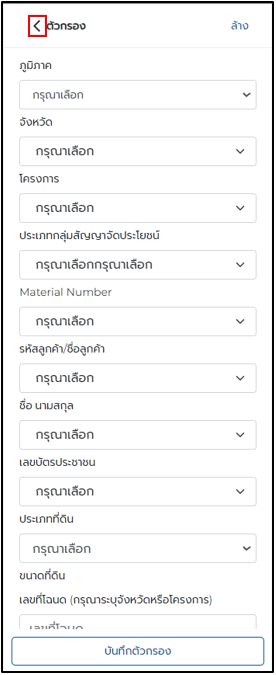 ตัวกรอง
ล้าง
ภูมิภาค
กรุณาเลือก
จังหวัด
กรุณาเลือก
โครงการ
กรุณาเลือก
ประเภทกลุ่มสัญญาจัดประโยชน์
กรุณาเลือกกรุณาเลือก
Material Number
กรุณาเลือก
รหัสลูกค้า/ชื่อลูกค้า
กรุณาเลือก
ชื่อ นามสกุล
กรุณาเลือก
เลขบัตรประชาชน
กรุณาเลือก
ประเภทที่ดิน
กรุณาเลือก
ขนาดที่ดิน
เลขที่โฉนด (กรุณาระบุจังหวัดหรือโครงการ)
เลขที่โฉนด
บันทึกตัวกรอง